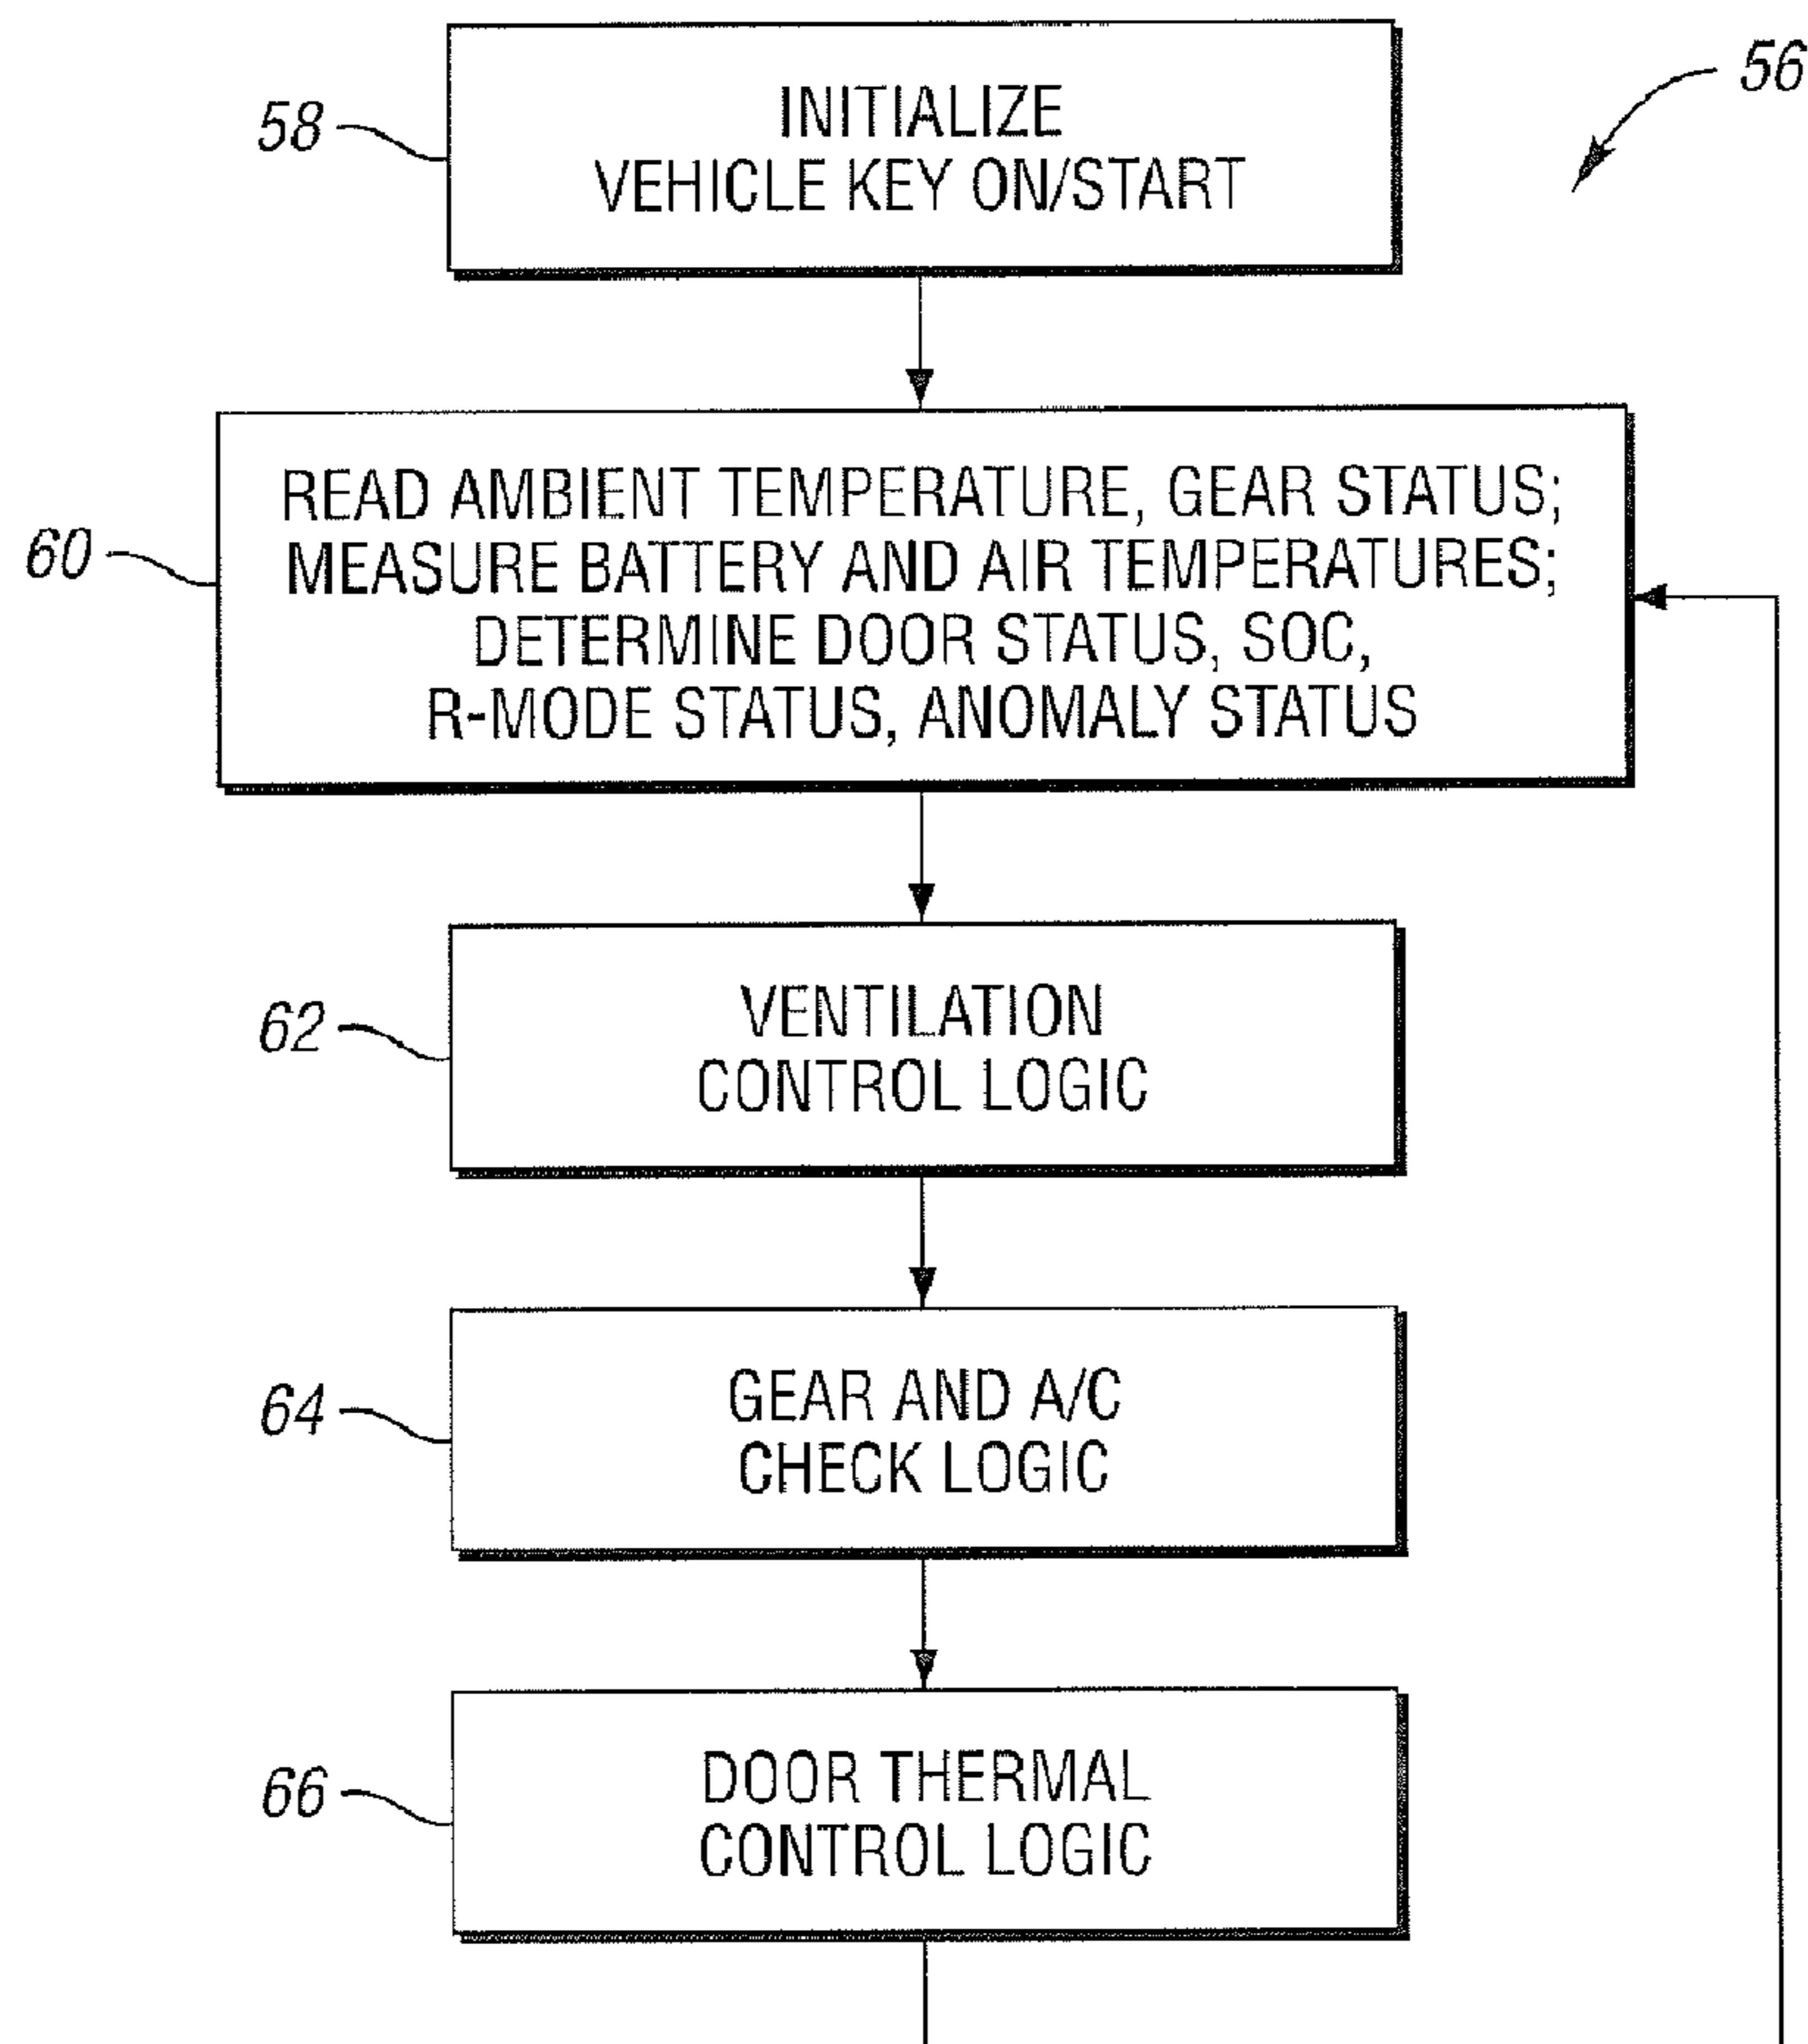 56
58
INITIALIZE
VEHICLE KEY ON/START
60
READ AMBIENT TEMPERATURE, GEAR STATUS;
MEASURE BATTERY AND AIR TEMPERATURES;
DETERMINE DOOR STATUS, SOC,
R-MODE STATUS, ANOMALY STATUS
62
VENTILATION
CONTROL LOGIC
64
GEAR AND A/C
CHECK LOGIC
66
DOOR THERMAL
CONTROL LOGIC